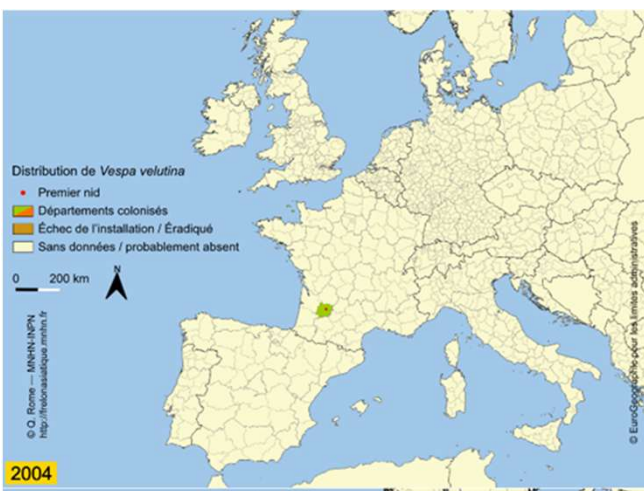 Distribution de Vespa velutina
Premier nid
Départements colonisés
Échec de l'installation / Éradiqué
Sans données / probablement absent
0 200 km
N
© Q. Rome — MNHN-INPN
http://frelonasiatique.mnhn.fr
© EuroGeographic pour les limites administratives
2004